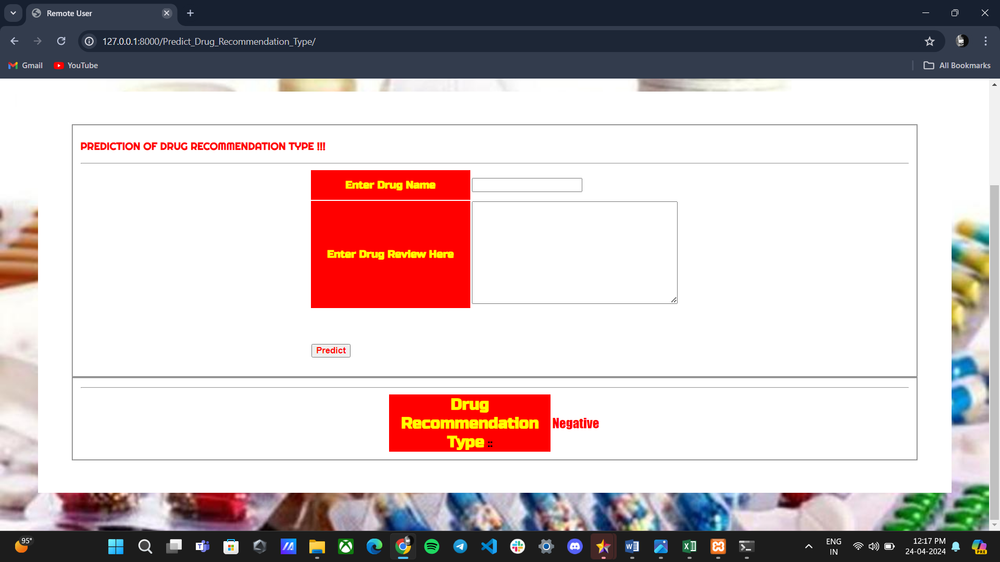 Remote User
127.0.0.1:8000/Predict_Drug_Recommendation_Type/
Gmail
YouTube
All Bookmarks
PREDICTION OF DRUG RECOMMENDATION TYPE !!!
Enter Drug Name
Enter Drug Review Here
Predict
Drug
Recommendation
Type ::
Negative
95°
ENG
IN
12:17 PM
24-04-2024
PRE